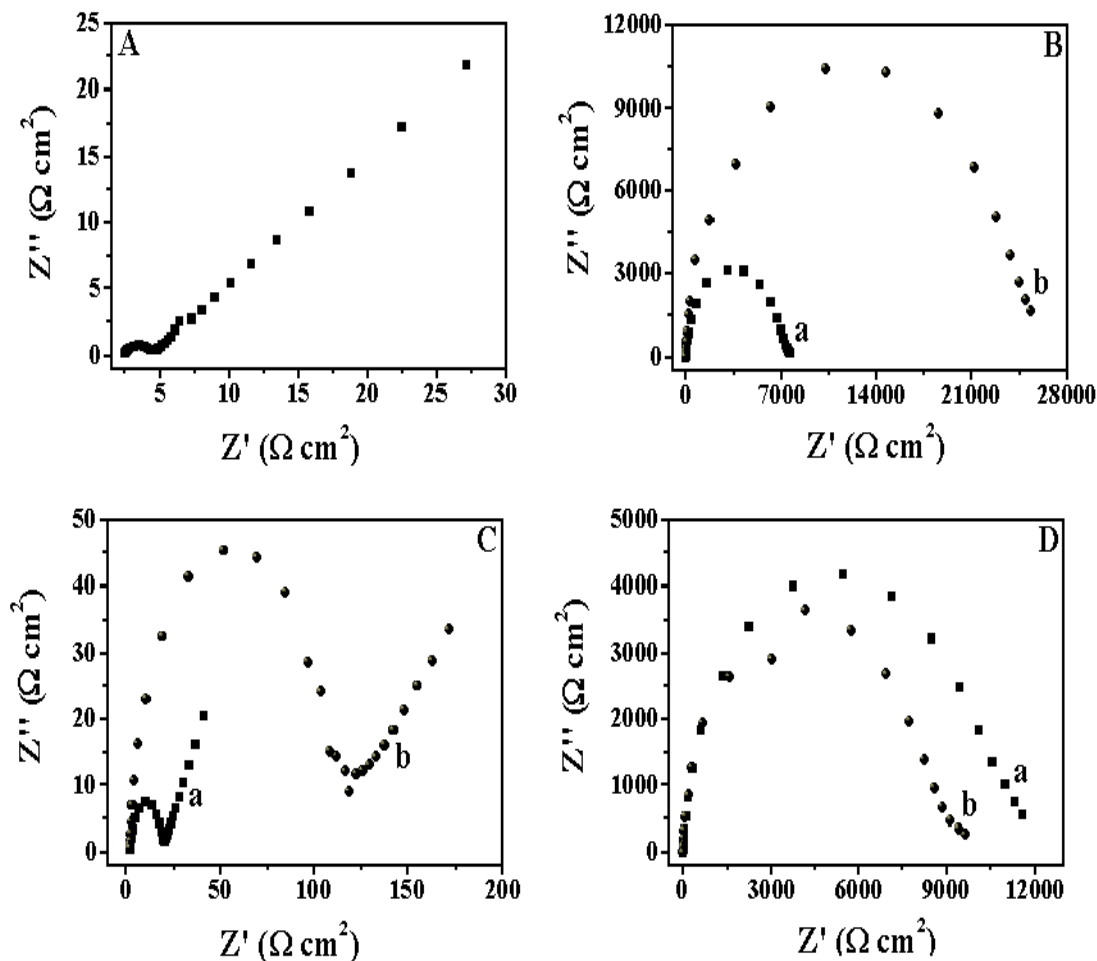 A
25
20
15
10
5
0
5
10
15
20
25
30
Z'' (Ω cm²)
Z' (Ω cm²)
B
12000
9000
6000
3000
0
0
7000
14000
21000
28000
a
b
Z'' (Ω cm²)
Z' (Ω cm²)
C
50
40
30
20
10
0
0
50
100
150
200
a
b
Z'' (Ω cm²)
Z' (Ω cm²)
D
5000
4000
3000
2000
1000
0
0
3000
6000
9000
12000
a
b
Z'' (Ω cm²)
Z' (Ω cm²)